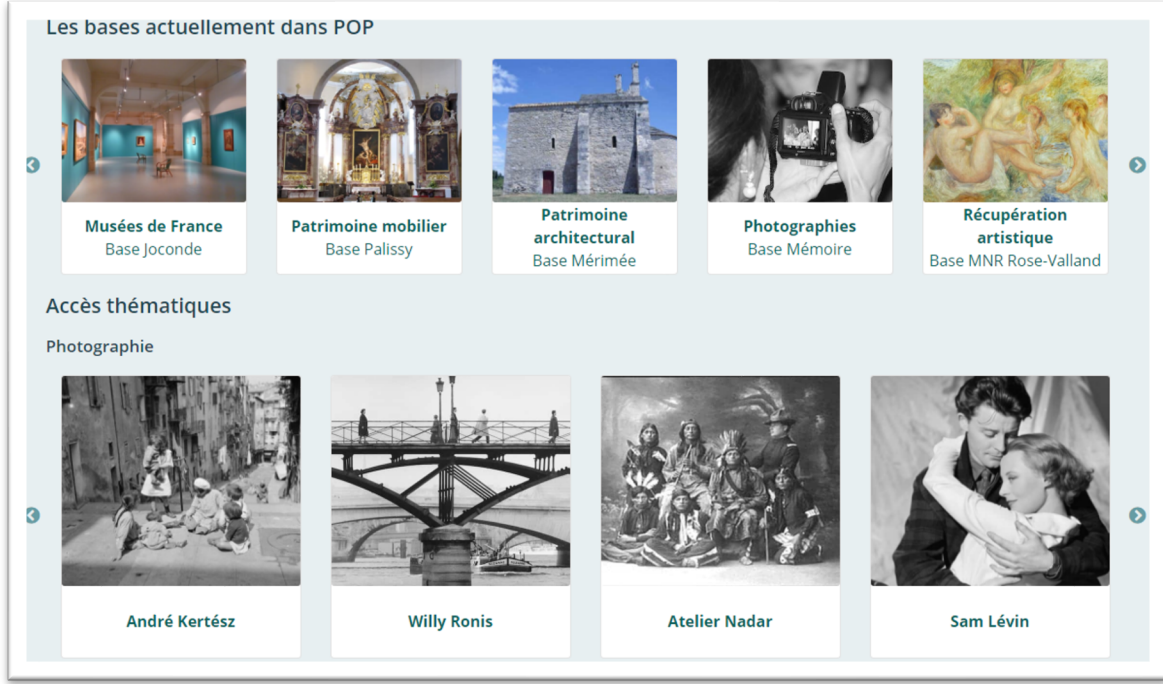 Les bases actuellement dans POP
Musées de France
Base Joconde
Patrimoine mobilier
Base Palissy
Patrimoine
architectural
Base Mérimée
Photographies
Base Mémoire
Récupération
artistique
Base MNR Rose-Valland
Accès thématiques
Photographie
André Kertész
Willy Ronis
Atelier Nadar
Sam Lévin